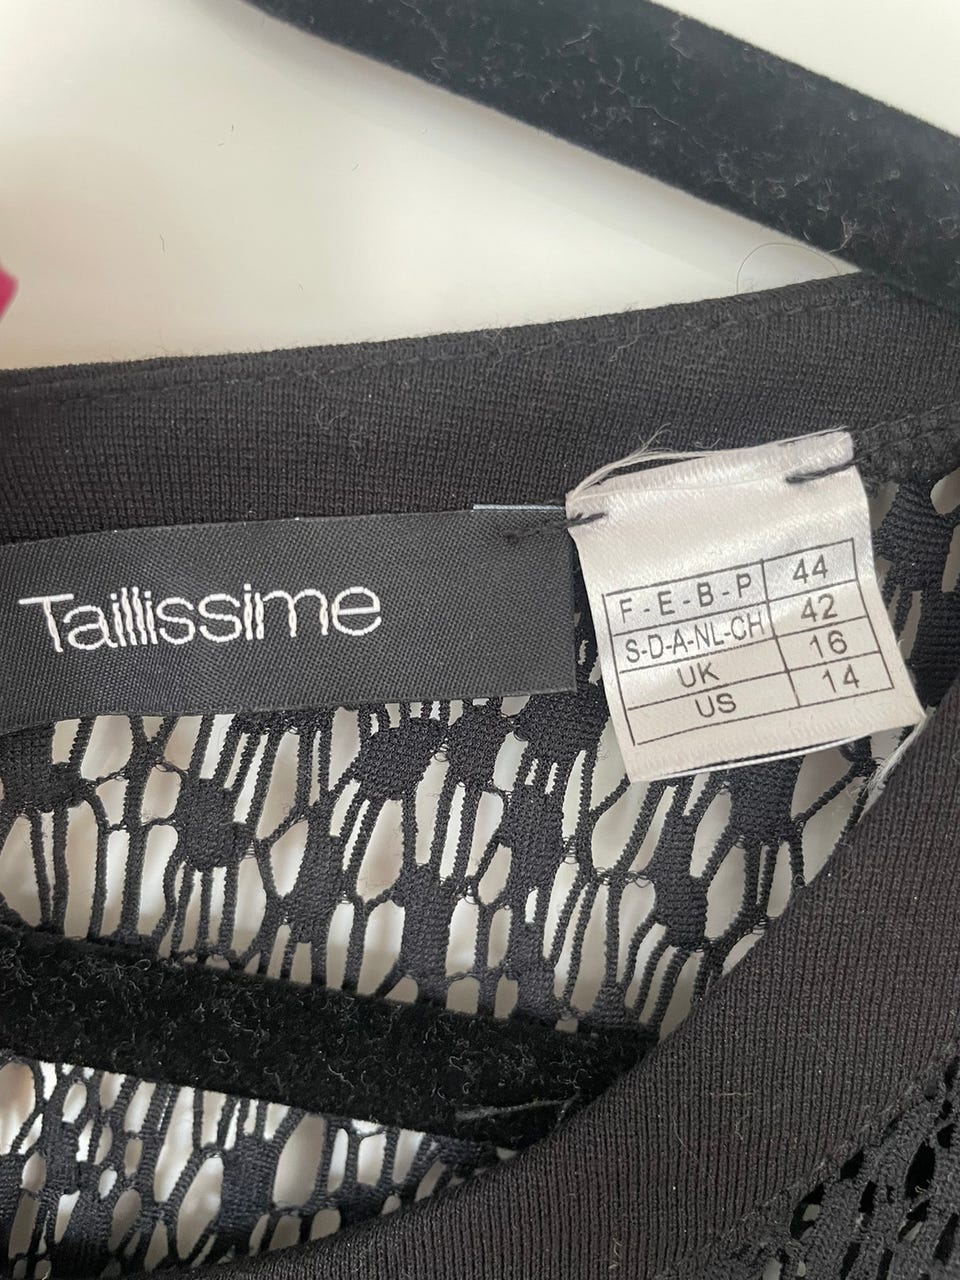 Taillissime
F - E - B - P 44
S-D-A-NL-CH 42
UK 16
US 14